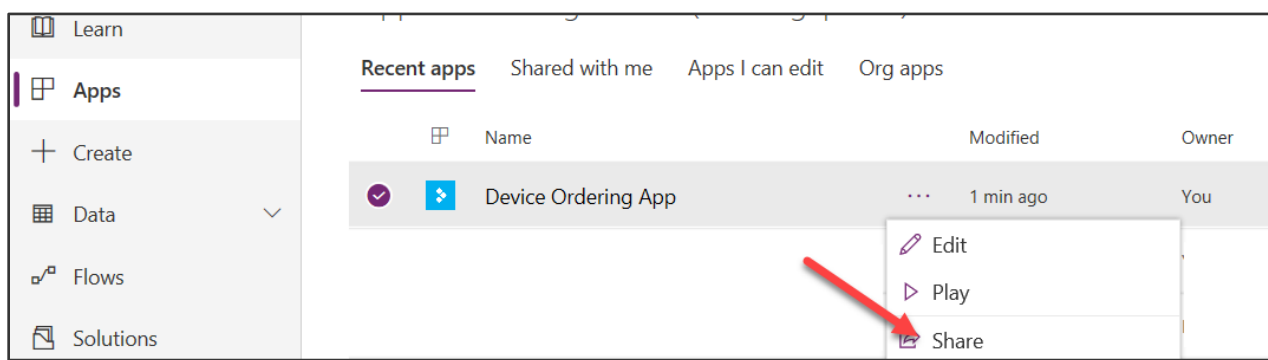 Learn
Apps
Create
Data
Flows
Solutions
Recent apps Shared with me Apps I can edit Org apps
Name Modified Owner
Device Ordering App ... 1 min ago You
Edit
Play
Share